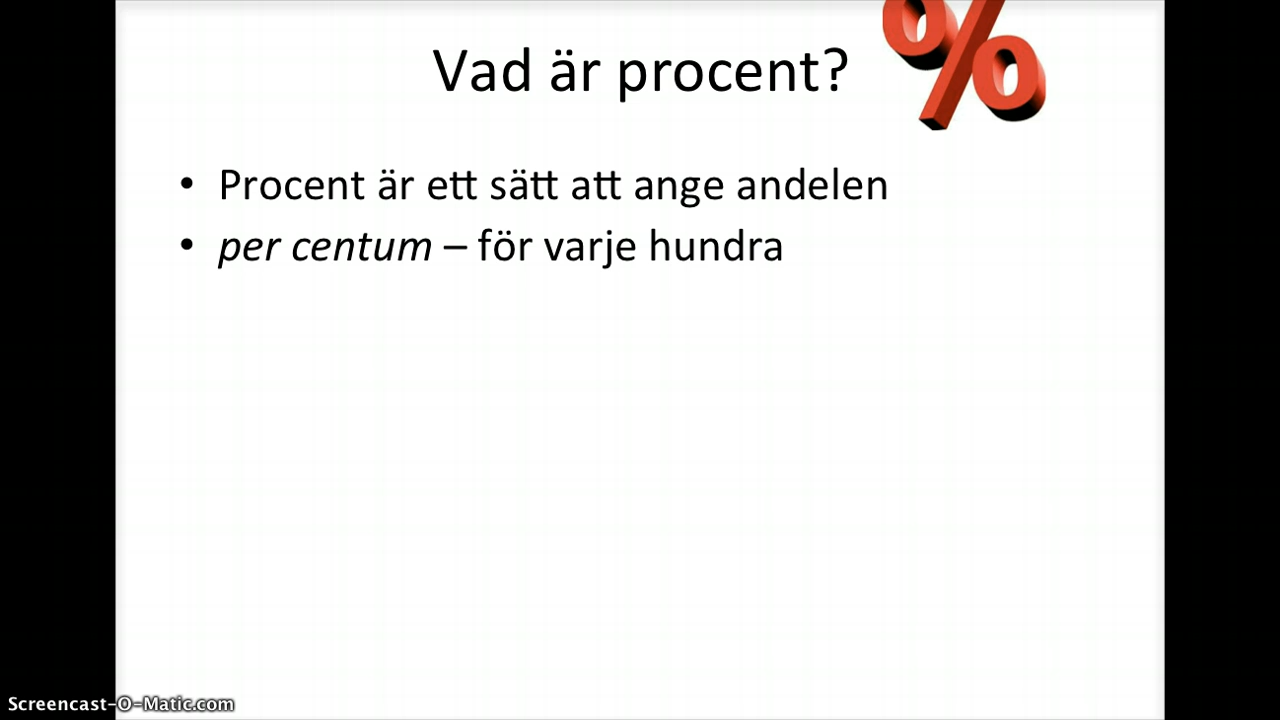 Vad är procent?
%
• Procent är ett sätt att ange andelen
• per centum – för varje hundra
Screencast-O-Matic.com